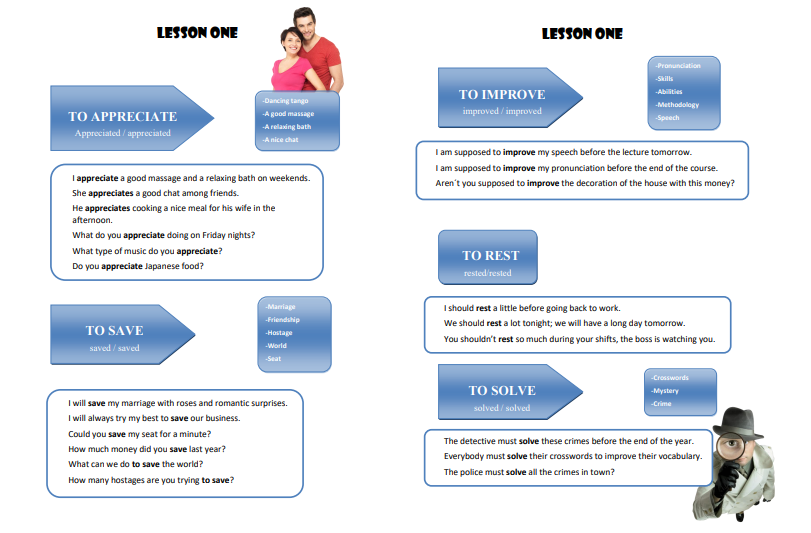 LESSON ONE
TO APPRECIATE
Appreciated / appreciated
-Dancing tango
-A good massage
-A relaxing bath
-A nice chat
I appreciate a good massage and a relaxing bath on weekends.
She appreciates a good chat among friends.
He appreciates cooking a nice meal for his wife in the
afternoon.
What do you appreciate doing on Friday nights?
What type of music do you appreciate?
Do you appreciate Japanese food?
TO SAVE
saved / saved
-Marriage
-Friendship
-Hostage
-World
-Seat
I will save my marriage with roses and romantic surprises.
I will always try my best to save our business.
Could you save my seat for a minute?
How much money did you save last year?
What can we do to save the world?
How many hostages are you trying to save?
LESSON ONE
TO IMPROVE
improved / improved
-Pronunciation
-Skills
-Abilities
-Methodology
-Speech
I am supposed to improve my speech before the lecture tomorrow.
I am supposed to improve my pronunciation before the end of the course.
Aren´t you supposed to improve the decoration of the house with this money?
TO REST
rested/rested
I should rest a little before going back to work.
We should rest a lot tonight; we will have a long day tomorrow.
You shouldn't rest so much during your shifts, the boss is watching you.
TO SOLVE
solved / solved
-Crosswords
-Mystery
-Crime
The detective must solve these crimes before the end of the year.
Everybody must solve their crosswords to improve their vocabulary.
The police must solve all the crimes in town?